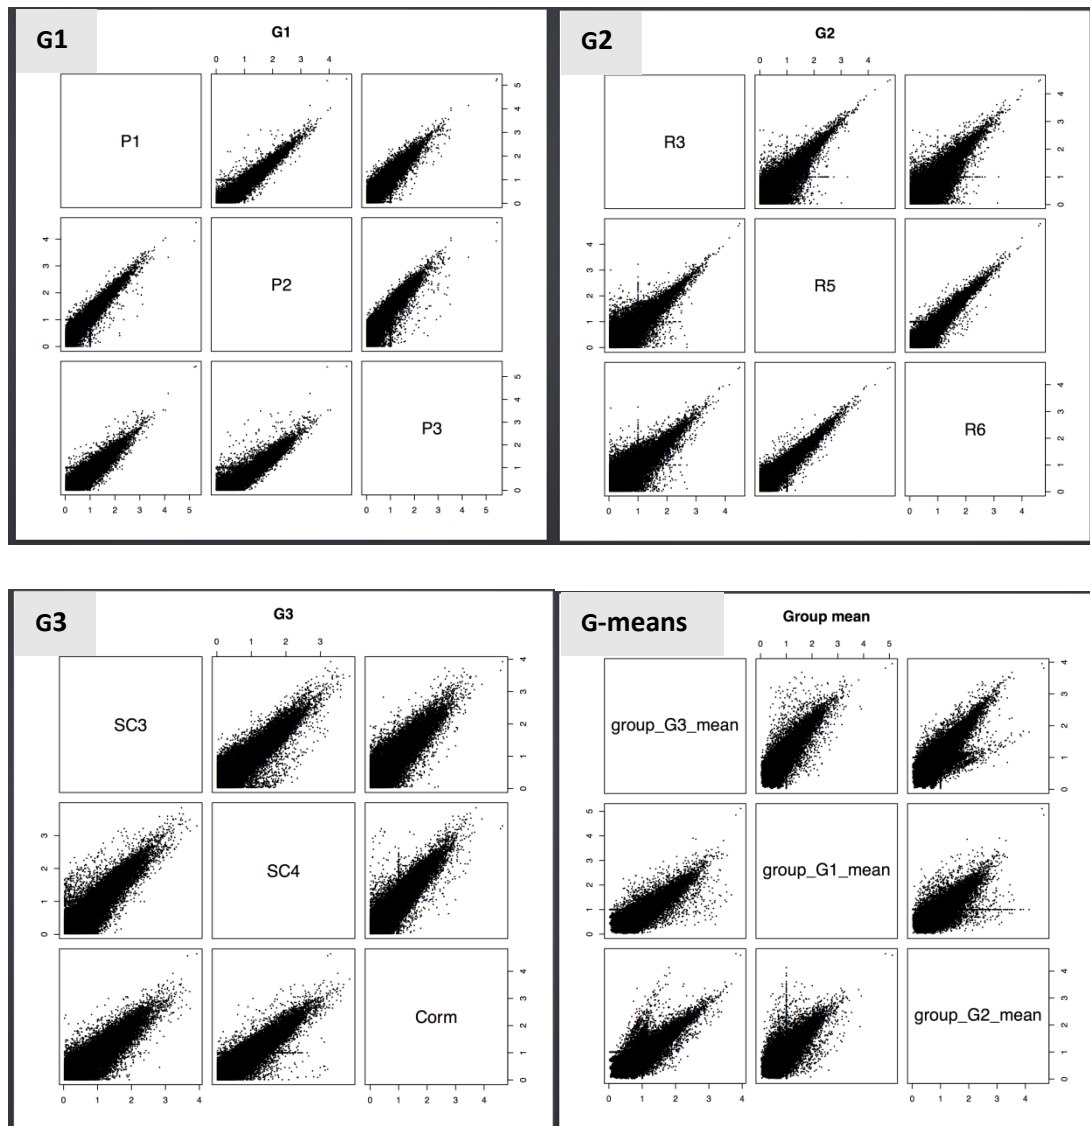 G1
G1
0 1 2 3 4
P1
0 1 2 3 4 5
0 1 2 3 4
P2
P3
0 1 2 3 4 5
0 1 2 3 4 5
0 1 2 3 4 5
G2
G2
0 1 2 3 4
R3
0 1 2 3 4
0 1 2 3 4
R5
R6
0 1 2 3 4
0 1 2 3 4
0 1 2 3 4
G3
G3
0 1 2 3
SC3
0 1 2 3 4
0 1 2 3
SC4
Corm
0 1 2 3 4
0 1 2 3 4
0 1 2 3 4
G-means
Group mean
0 1 2 3 4 5
group_G3_mean
0 1 2 3 4
0 1 2 3 4 5
group_G1_mean
group_G2_mean
0 1 2 3 4
0 1 2 3 4
0 1 2 3 4